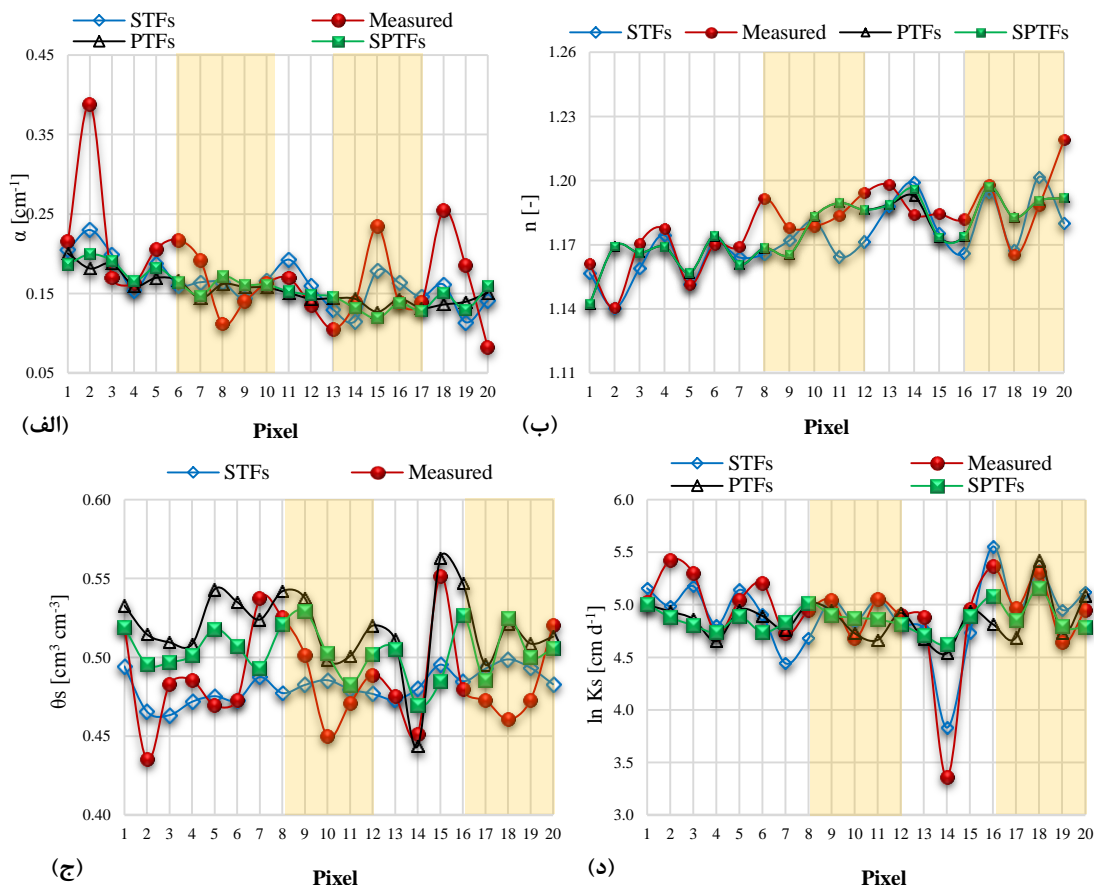 STFs Measured
PTFs SPTFs
0.45
0.35
0.25
0.15
0.05
α [cm-1]
1 2 3 4 5 6 7 8 9 10 11 12 13 14 15 16 17 18 19 20
Pixel
(الف)
STFs Measured PTFs SPTFs
1.26
1.23
1.20
1.17
1.14
1.11
n [-]
1 2 3 4 5 6 7 8 9 10 11 12 13 14 15 16 17 18 19 20
Pixel
(ب)
STFs Measured
0.60
0.55
0.50
0.45
0.40
θs [cm3 cm-3]
1 2 3 4 5 6 7 8 9 10 11 12 13 14 15 16 17 18 19 20
Pixel
(ج)
STFs Measured
PTFs SPTFs
6.0
5.5
5.0
4.5
4.0
3.5
3.0
ln Ks [cm d-1]
1 2 3 4 5 6 7 8 9 10 11 12 13 14 15 16 17 18 19 20
Pixel
(د)